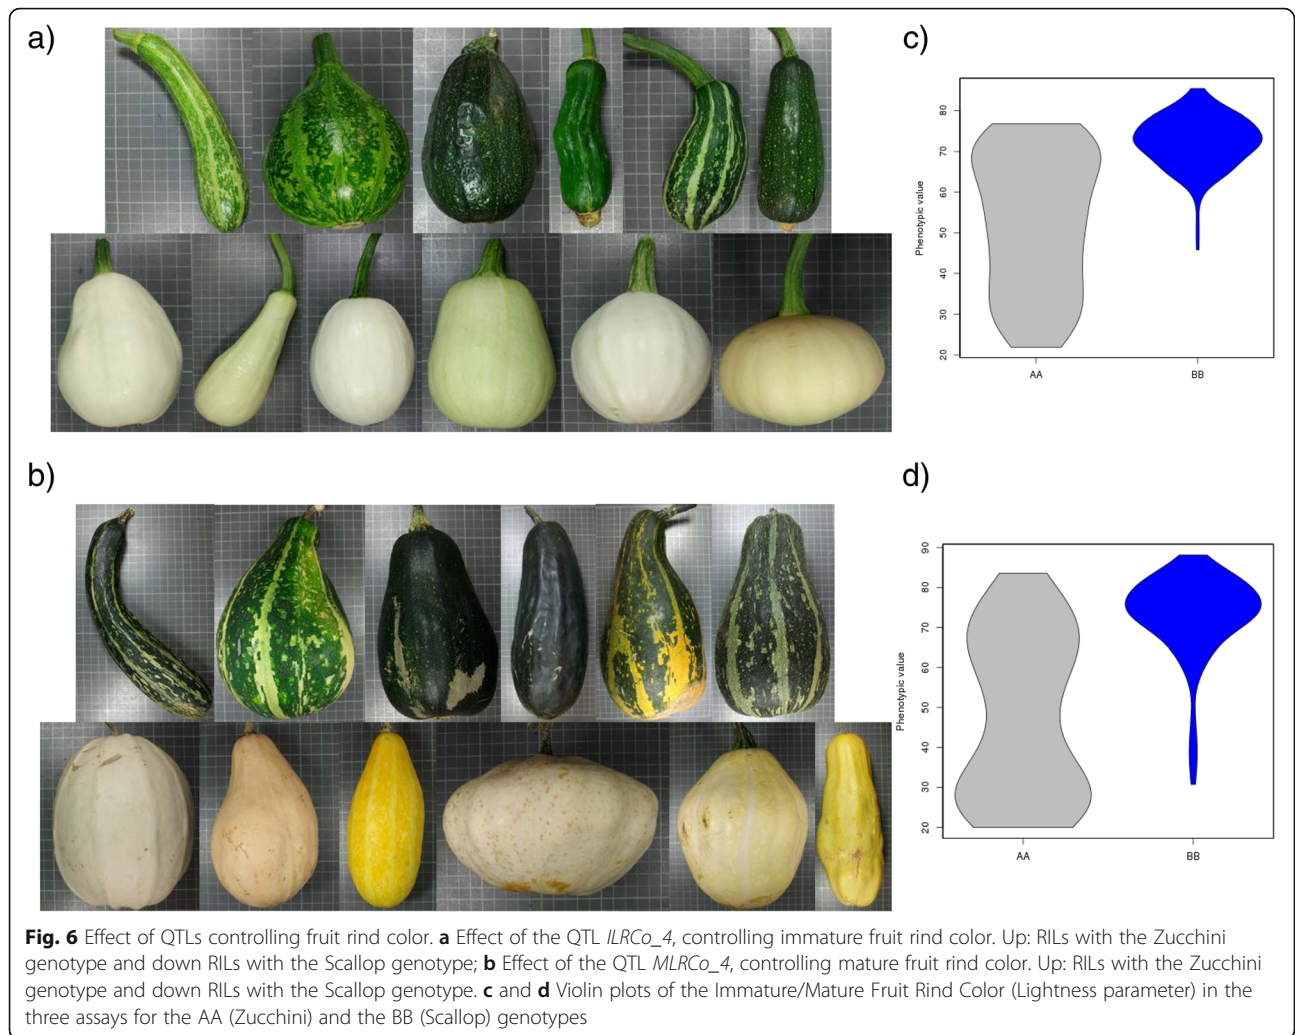 a)
c)
Phenotypic value
80
70
60
50
40
30
20
AA
BB
b)
d)
Phenotypic value
90
80
70
60
50
40
30
20
AA
BB
Fig. 6 Effect of QTLs controlling fruit rind color. a Effect of the QTL ILRCo_4, controlling immature fruit rind color. Up: RILs with the Zucchini
genotype and down RILs with the Scallop genotype; b Effect of the QTL MLRCo_4, controlling mature fruit rind color. Up: RILs with the Zucchini
genotype and down RILs with the Scallop genotype. c and d Violin plots of the Immature/Mature Fruit Rind Color (Lightness parameter) in the
three assays for the AA (Zucchini) and the BB (Scallop) genotypes